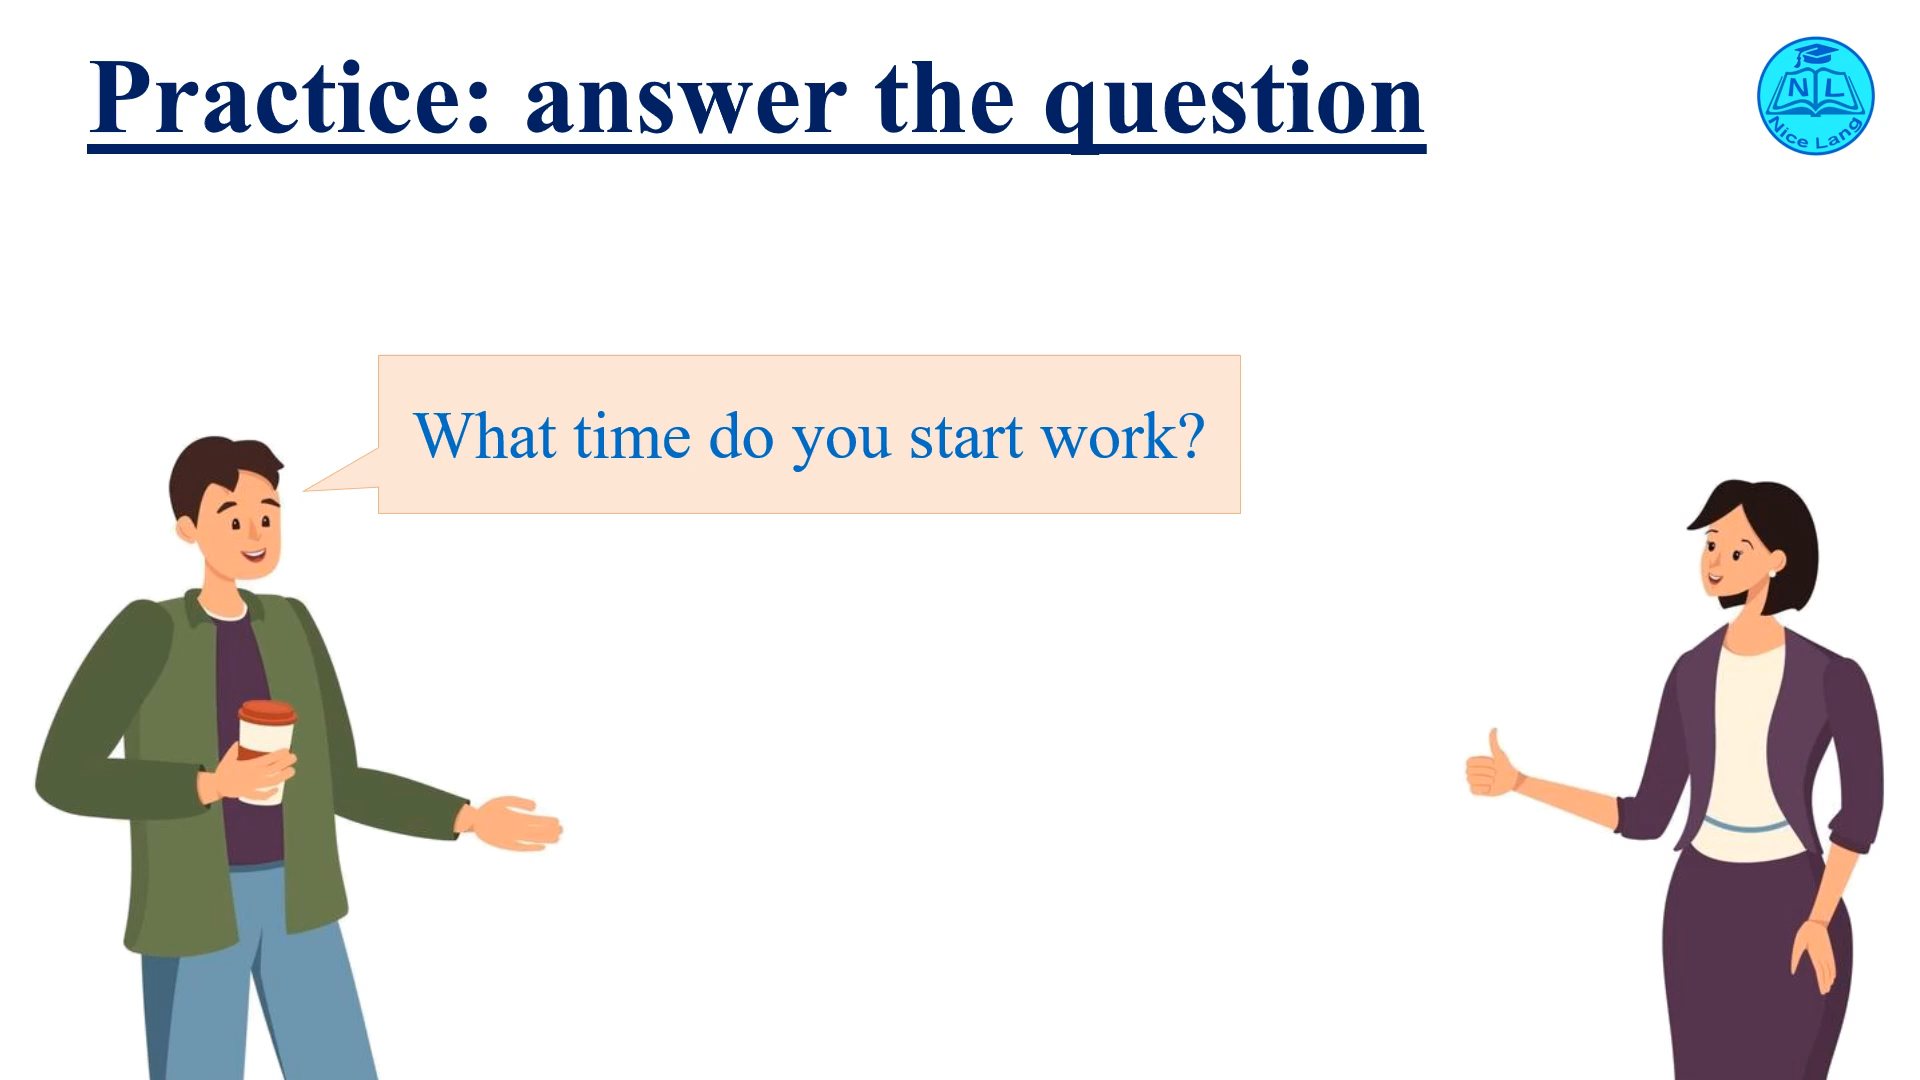 Practice: answer the question
N L
Nice Lang
What time do you start work?